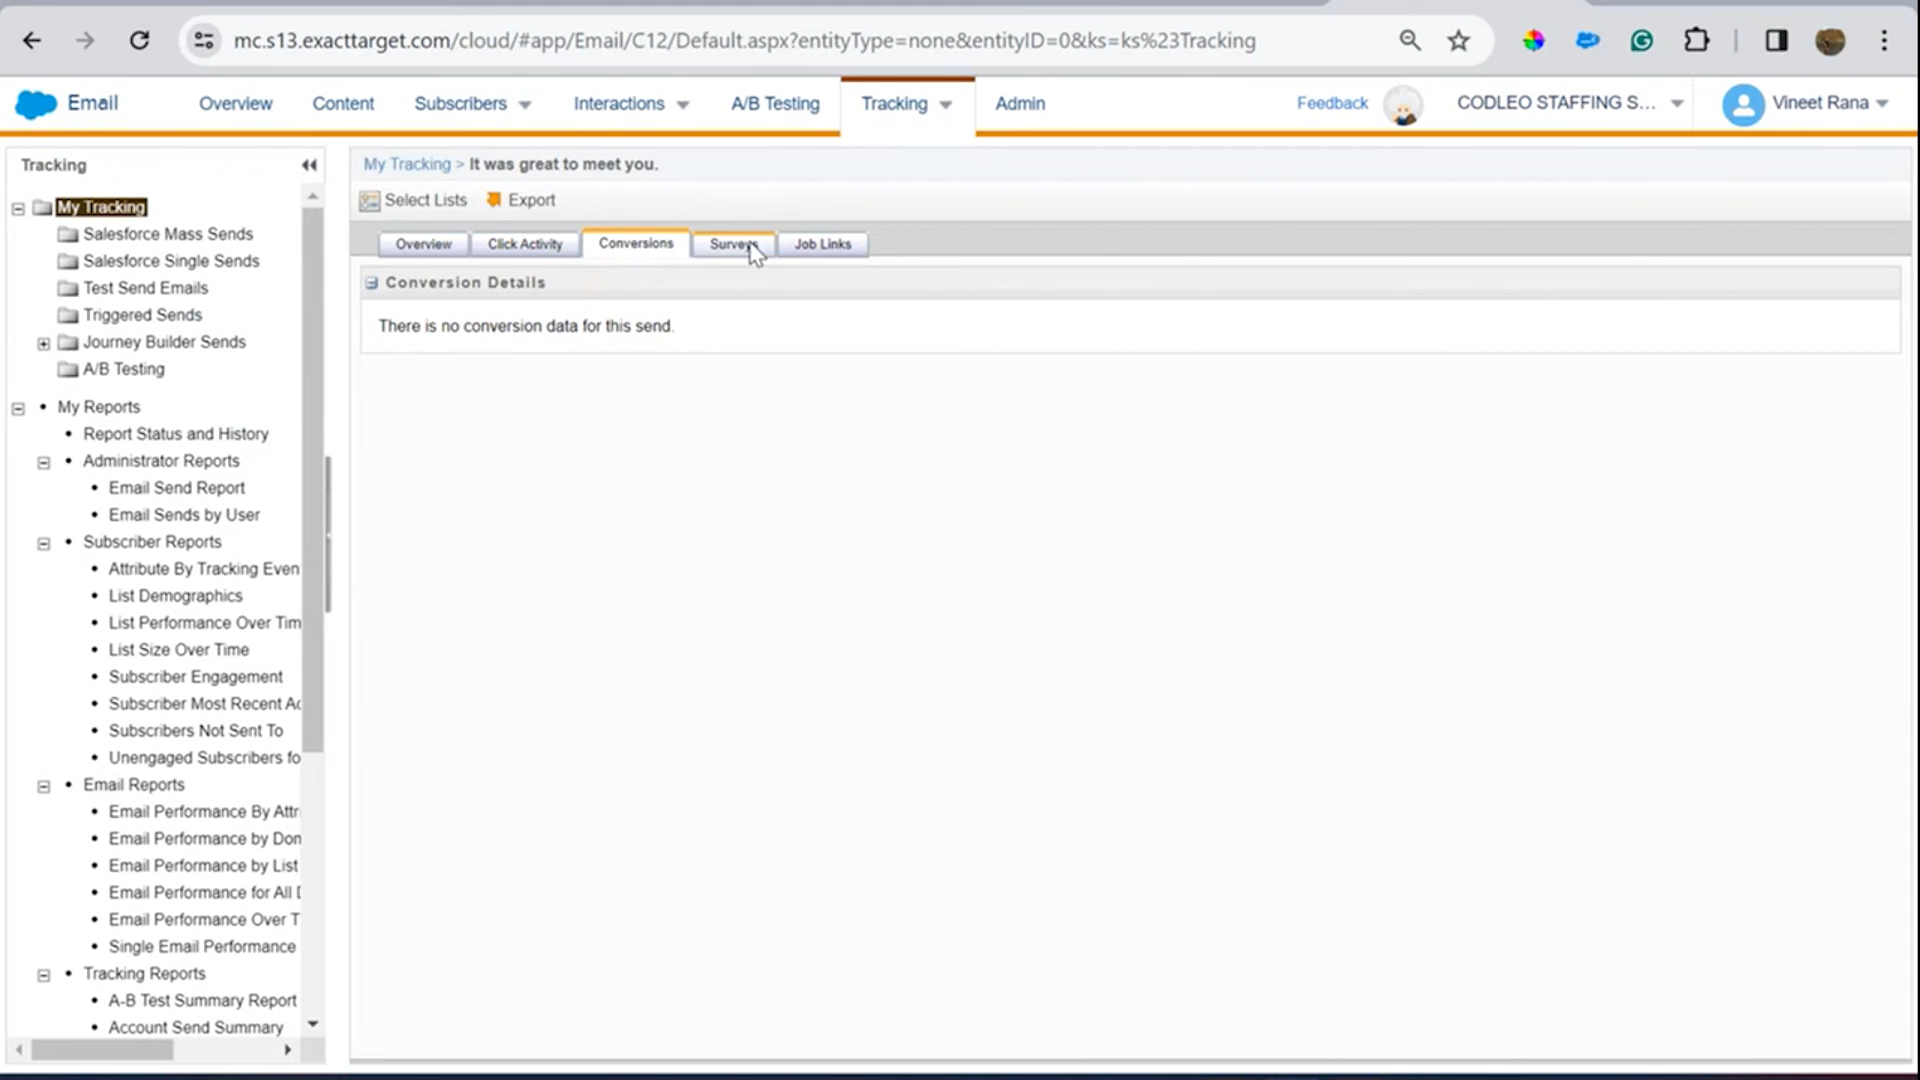 mc.s13.exacttarget.com/cloud/#app/Email/C12/Default.aspx?entityType=none&entityID=0&ks=ks%23Tracking
Email Overview Content Subscribers Interactions A/B Testing Tracking Admin Feedback CODLEO STAFFING S... Vineet Rana
Tracking
My Tracking
Salesforce Mass Sends
Salesforce Single Sends
Test Send Emails
Triggered Sends
Journey Builder Sends
A/B Testing
My Reports
Report Status and History
Administrator Reports
Email Send Report
Email Sends by User
Subscriber Reports
Attribute By Tracking Even
List Demographics
List Performance Over Tim
List Size Over Time
Subscriber Engagement
Subscriber Most Recent Ac
Subscribers Not Sent To
Unengaged Subscribers fo
Email Reports
Email Performance By Attr
Email Performance by Don
Email Performance by List
Email Performance for All D
Email Performance Over T
Single Email Performance
Tracking Reports
A-B Test Summary Report
Account Send Summary
My Tracking > It was great to meet you.
Select Lists Export
Overview Click Activity Conversions Surveys Job Links
Conversion Details
There is no conversion data for this send.